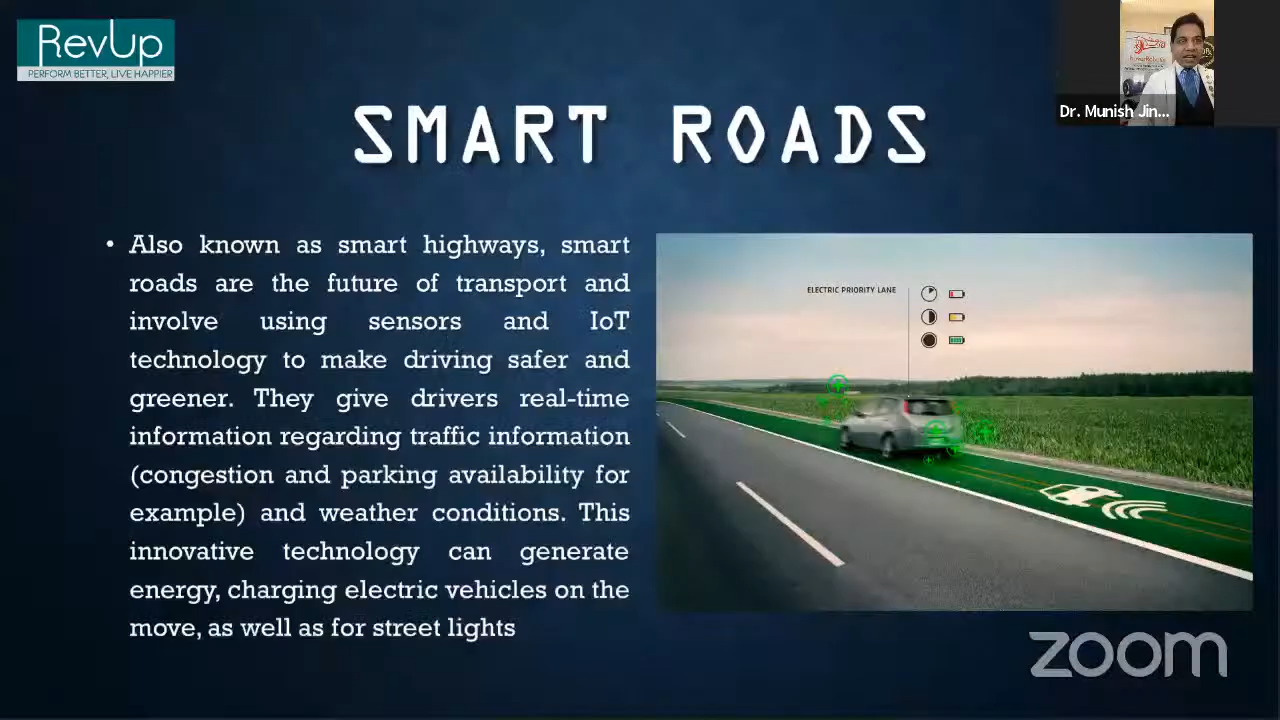 RevUp
PERFORM BETTER, LIVE HAPPIER
Dr. Munish Jin...
SMART ROADS
• Also known as smart highways, smart
roads are the future of transport and
involve using sensors and IoT
technology to make driving safer and
greener. They give drivers real-time
information regarding traffic information
(congestion and parking availability for
example) and weather conditions. This
innovative technology can generate
energy, charging electric vehicles on the
move, as well as for street lights
ELECTRIC PRIORITY LANE
zoom